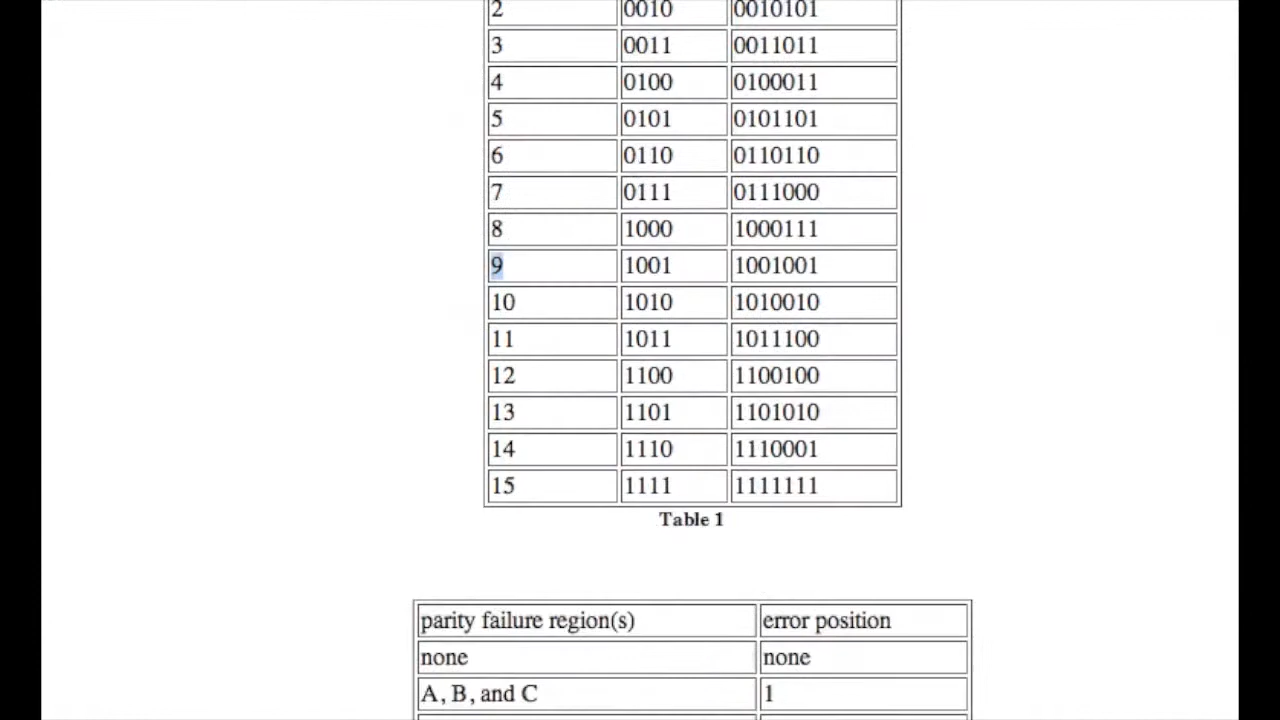 2 0010 0010101
3 0011 0011011
4 0100 0100011
5 0101 0101101
6 0110 0110110
7 0111 0111000
8 1000 1000111
9 1001 1001001
10 1010 1010010
11 1011 1011100
12 1100 1100100
13 1101 1101010
14 1110 1110001
15 1111 1111111
Table 1
parity failure region(s) error position
none none
A, B, and C 1